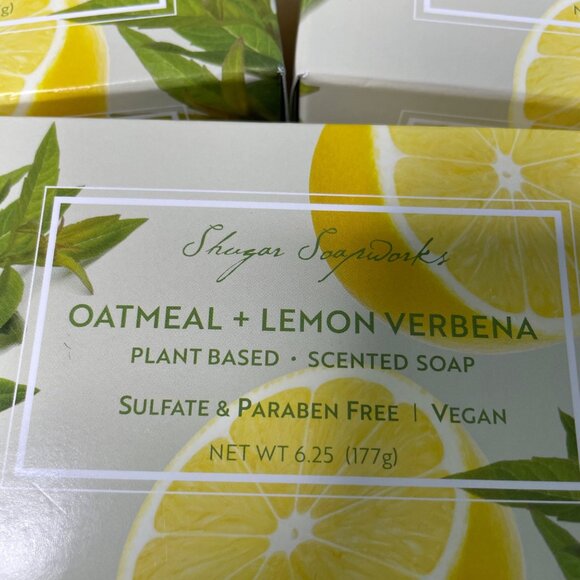 Shugar Soapworks
OATMEAL + LEMON VERBENA
PLANT BASED · SCENTED SOAP
SULFATE & PARABEN FREE | VEGAN
NET WT 6.25 (177g)